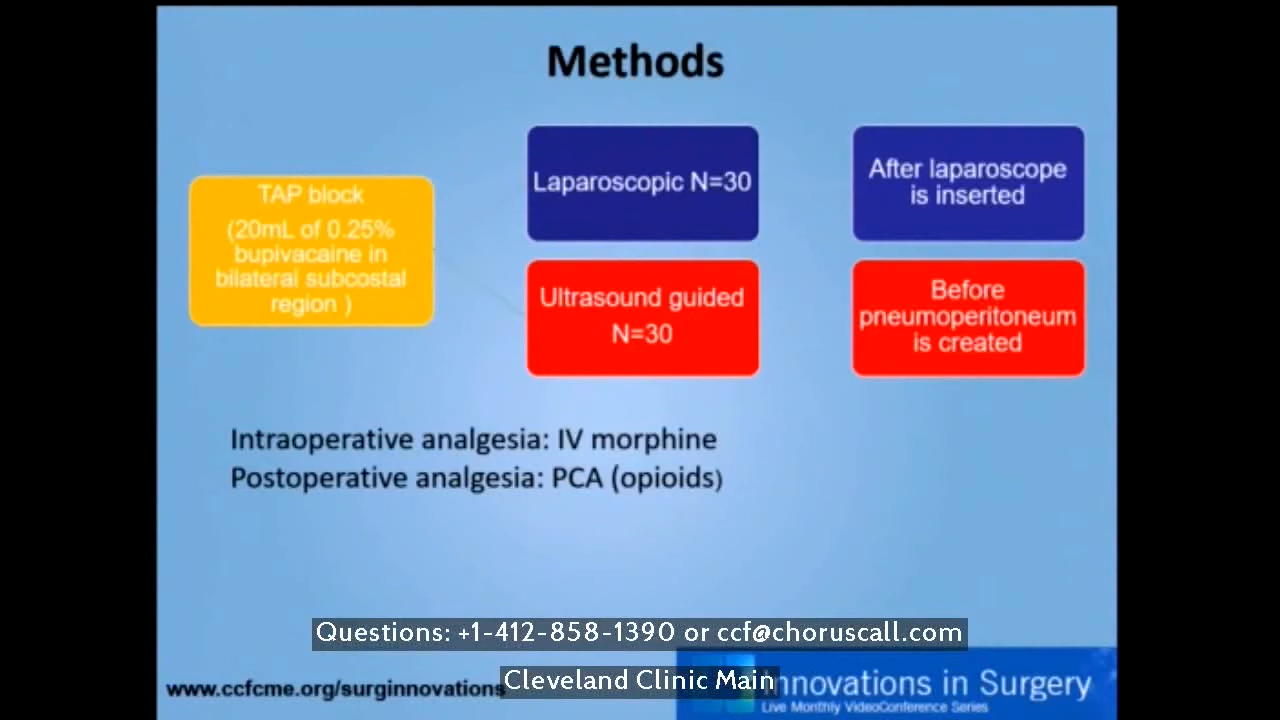 Methods
TAP block
(20mL of 0.25%
bupivacaine in
bilateral subcostal
region )
Laparoscopic N=30
After laparoscope
is inserted
Ultrasound guided
N=30
Before
pneumoperitoneum
is created
Intraoperative analgesia: IV morphine
Postoperative analgesia: PCA (opioids)
Questions: +1-412-858-1390 or ccf@choruscall.com
Cleveland Clinic Main
www.ccfcme.org/surginnovations
Innovations in Surgery
Live Monthly VideoConference Series